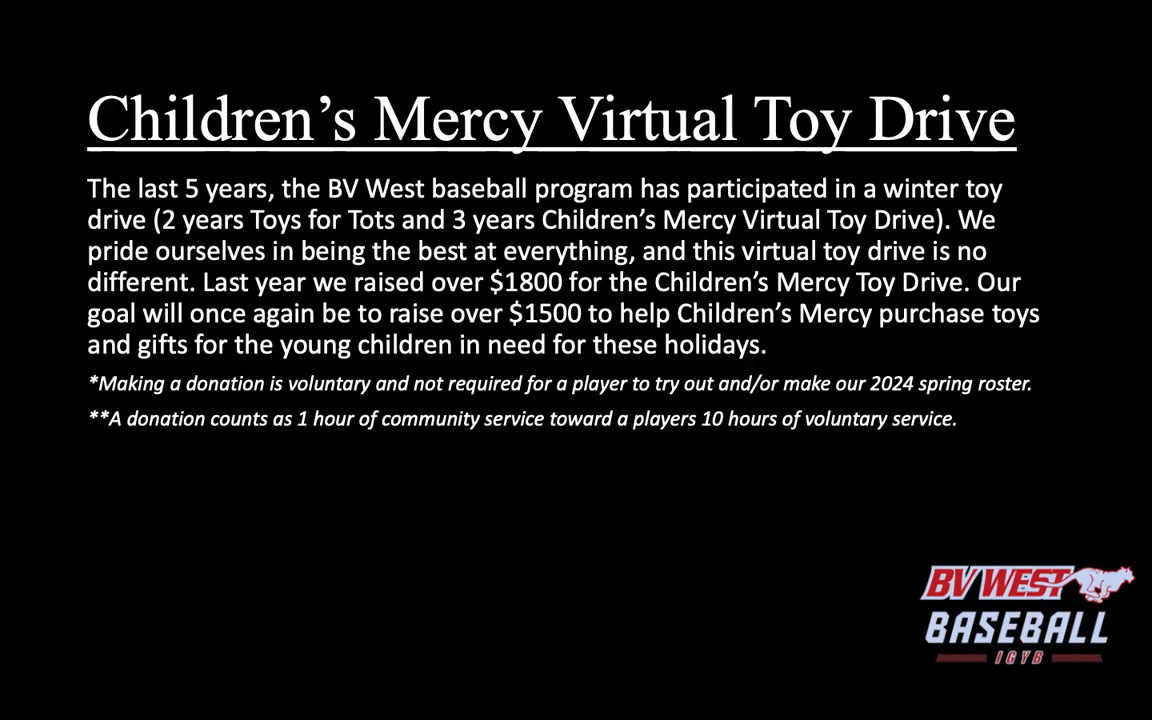 Children’s Mercy Virtual Toy Drive
The last 5 years, the BV West baseball program has participated in a winter toy
drive (2 years Toys for Tots and 3 years Children’s Mercy Virtual Toy Drive). We
pride ourselves in being the best at everything, and this virtual toy drive is no
different. Last year we raised over $1800 for the Children’s Mercy Toy Drive. Our
goal will once again be to raise over $1500 to help Children’s Mercy purchase toys
and gifts for the young children in need for these holidays.
*Making a donation is voluntary and not required for a player to try out and/or make our 2024 spring roster.
**A donation counts as 1 hour of community service toward a players 10 hours of voluntary service.
BV WEST
BASEBALL
IGYB